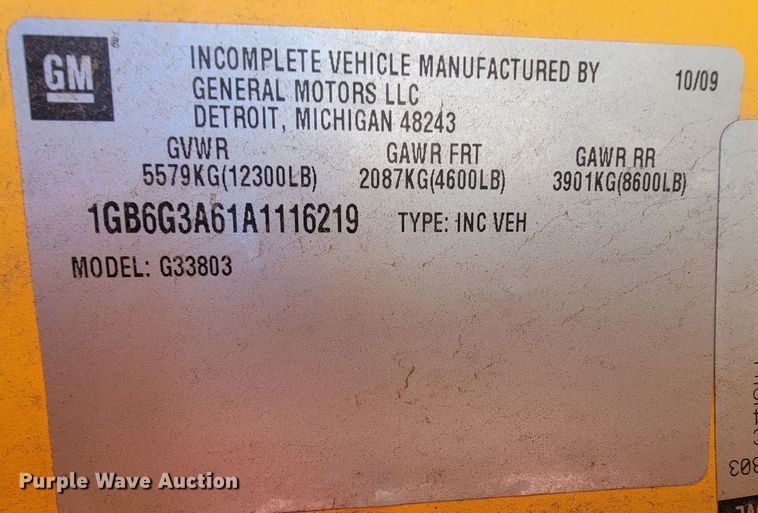 GM
INCOMPLETE VEHICLE MANUFACTURED BY
GENERAL MOTORS LLC
DETROIT, MICHIGAN 48243
10/09
GVWR GAWR FRT GAWR RR
5579KG(12300LB) 2087KG(4600LB) 3901KG(8600LB)
1GB6G3A61A1116219 TYPE: INC VEH
MODEL: G33803
Purple Wave Auction